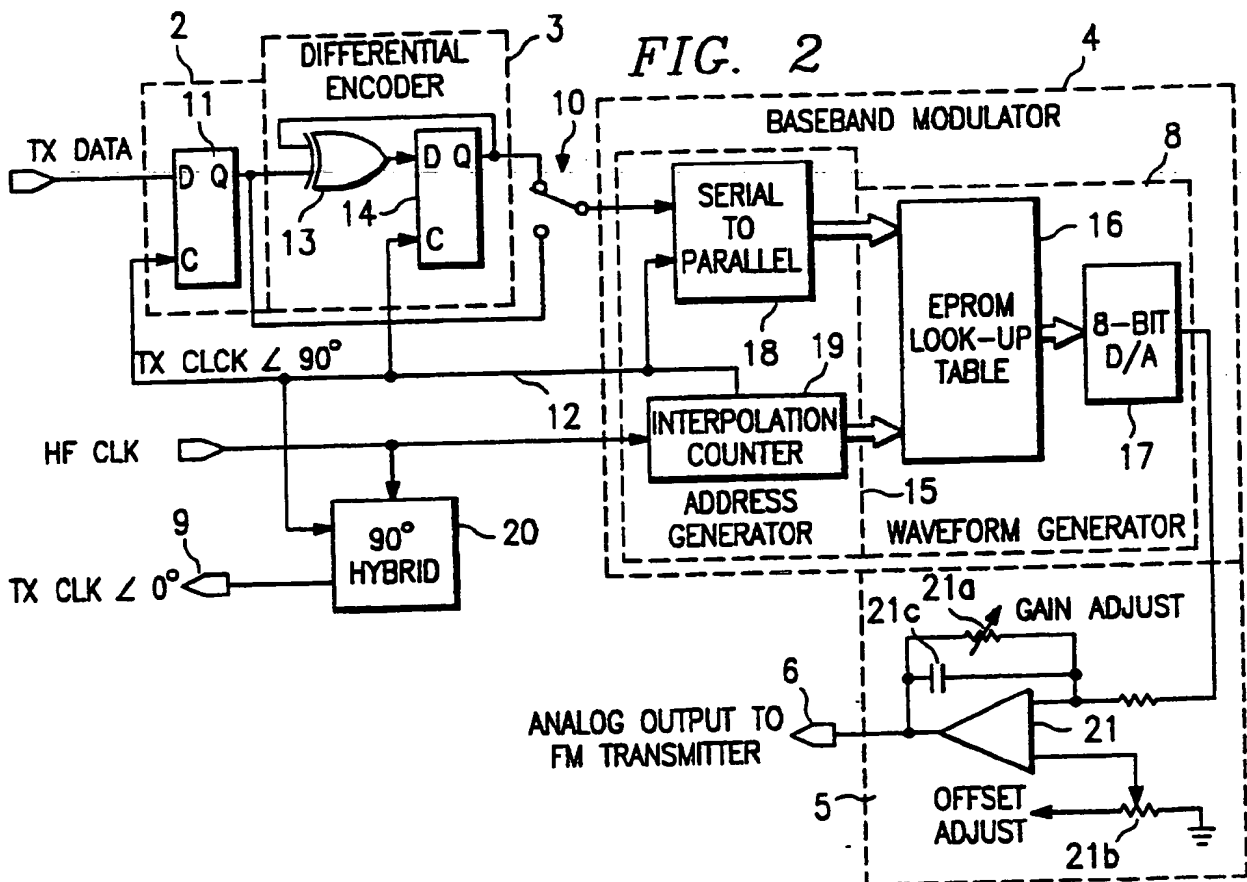 FIG. 2
2
3
4
DIFFERENTIAL
ENCODER
BASEBAND MODULATOR
11
10
8
TX DATA
D Q
C
13
14
D Q
C
SERIAL
TO
PARALLEL
18
16
EPROM
LOOK-UP
TABLE
8-BIT
D/A
17
TX CLCK ∠ 90°
12
19
HF CLK
INTERPOLATION
COUNTER
ADDRESS
GENERATOR
15
WAVEFORM GENERATOR
9
90°
HYBRID
20
TX CLK ∠ 0°
21a
GAIN ADJUST
21c
6
ANALOG OUTPUT TO
FM TRANSMITTER
21
5
OFFSET
ADJUST
21b